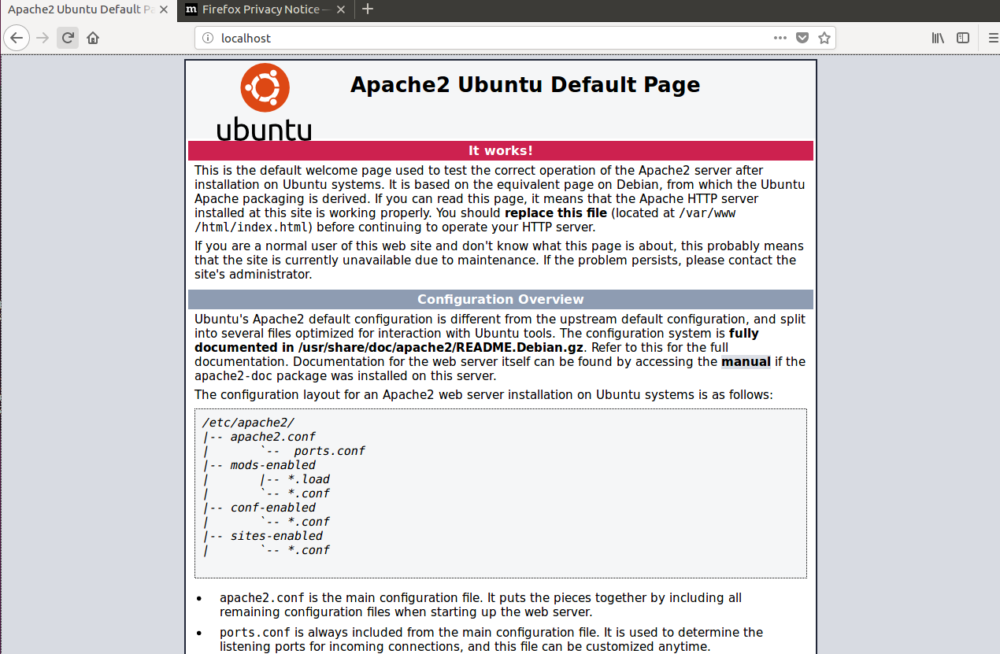 Apache2 Ubuntu Default Pa
m Firefox Privacy Notice —
localhost
ubuntu
Apache2 Ubuntu Default Page
It works!
This is the default welcome page used to test the correct operation of the Apache2 server after
installation on Ubuntu systems. It is based on the equivalent page on Debian, from which the Ubuntu
Apache packaging is derived. If you can read this page, it means that the Apache HTTP server
installed at this site is working properly. You should replace this file (located at /var/www
/html/index.html) before continuing to operate your HTTP server.
If you are a normal user of this web site and don't know what this page is about, this probably means
that the site is currently unavailable due to maintenance. If the problem persists, please contact the
site's administrator.
Configuration Overview
Ubuntu's Apache2 default configuration is different from the upstream default configuration, and split
into several files optimized for interaction with Ubuntu tools. The configuration system is fully
documented in /usr/share/doc/apache2/README.Debian.gz. Refer to this for the full
documentation. Documentation for the web server itself can be found by accessing the manual if the
apache2-doc package was installed on this server.
The configuration layout for an Apache2 web server installation on Ubuntu systems is as follows:
/etc/apache2/
|-- apache2.conf
|       `--  ports.conf
|-- mods-enabled
|       |-- *.load
|       `-- *.conf
|-- conf-enabled
|       `-- *.conf
|-- sites-enabled
|       `-- *.conf
• apache2.conf is the main configuration file. It puts the pieces together by including all
remaining configuration files when starting up the web server.
• ports.conf is always included from the main configuration file. It is used to determine the
listening ports for incoming connections, and this file can be customized anytime.